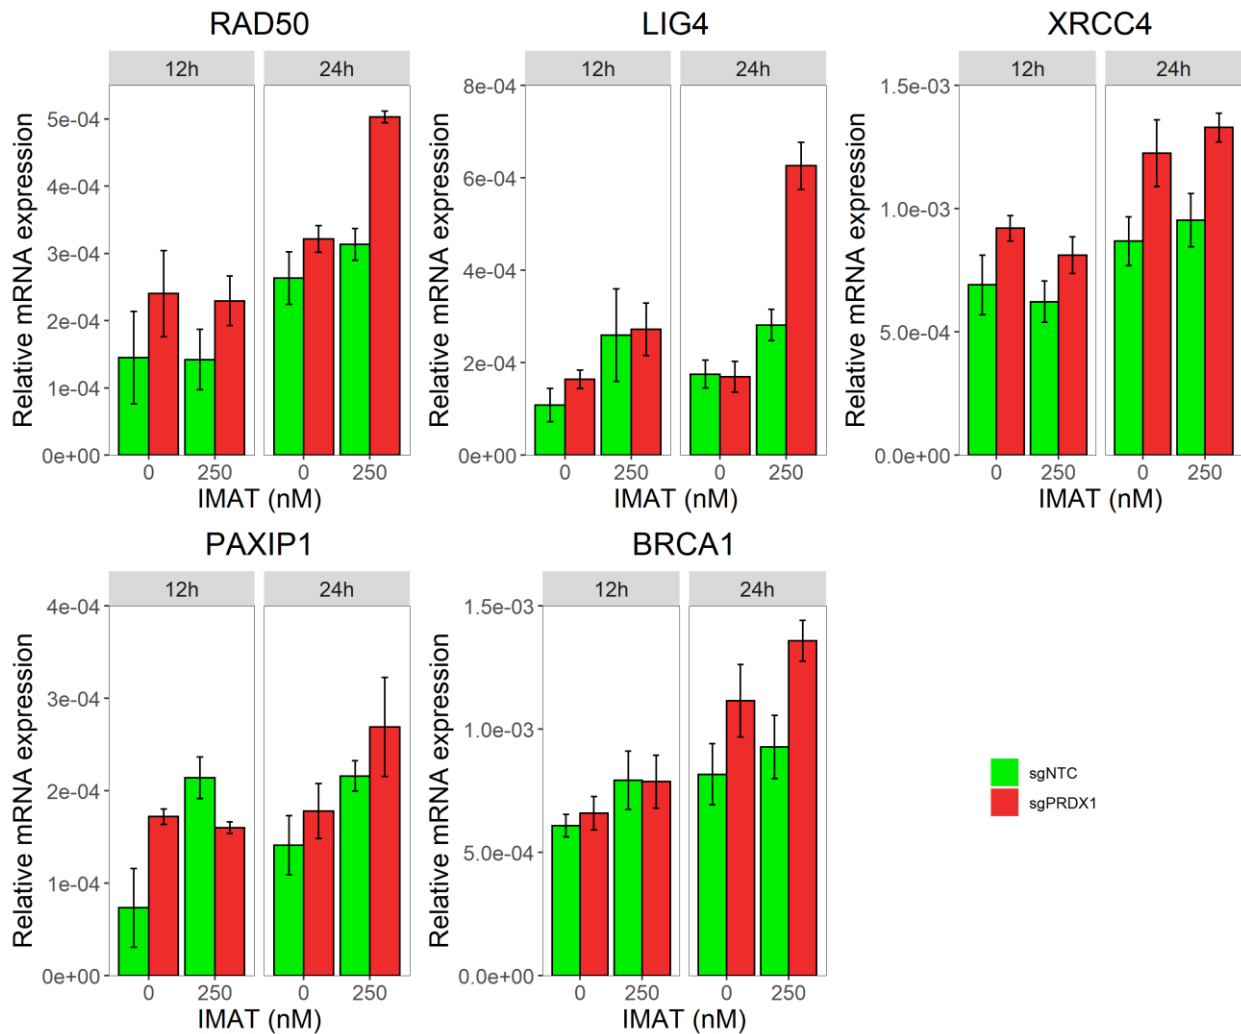 RAD50
12h 24h
Relative mRNA expression
5e-04
4e-04
3e-04
2e-04
1e-04
0e+00
0 250 0 250
IMAT (nM)
LIG4
12h 24h
Relative mRNA expression
8e-04
6e-04
4e-04
2e-04
0e+00
0 250 0 250
IMAT (nM)
XRCC4
12h 24h
Relative mRNA expression
1.5e-03
1.0e-03
5.0e-04
0.0e+00
0 250 0 250
IMAT (nM)
PAXIP1
12h 24h
Relative mRNA expression
4e-04
3e-04
2e-04
1e-04
0e+00
0 250 0 250
IMAT (nM)
BRCA1
12h 24h
Relative mRNA expression
1.5e-03
1.0e-03
5.0e-04
0.0e+00
0 250 0 250
IMAT (nM)
sgNTC
sgPRDX1